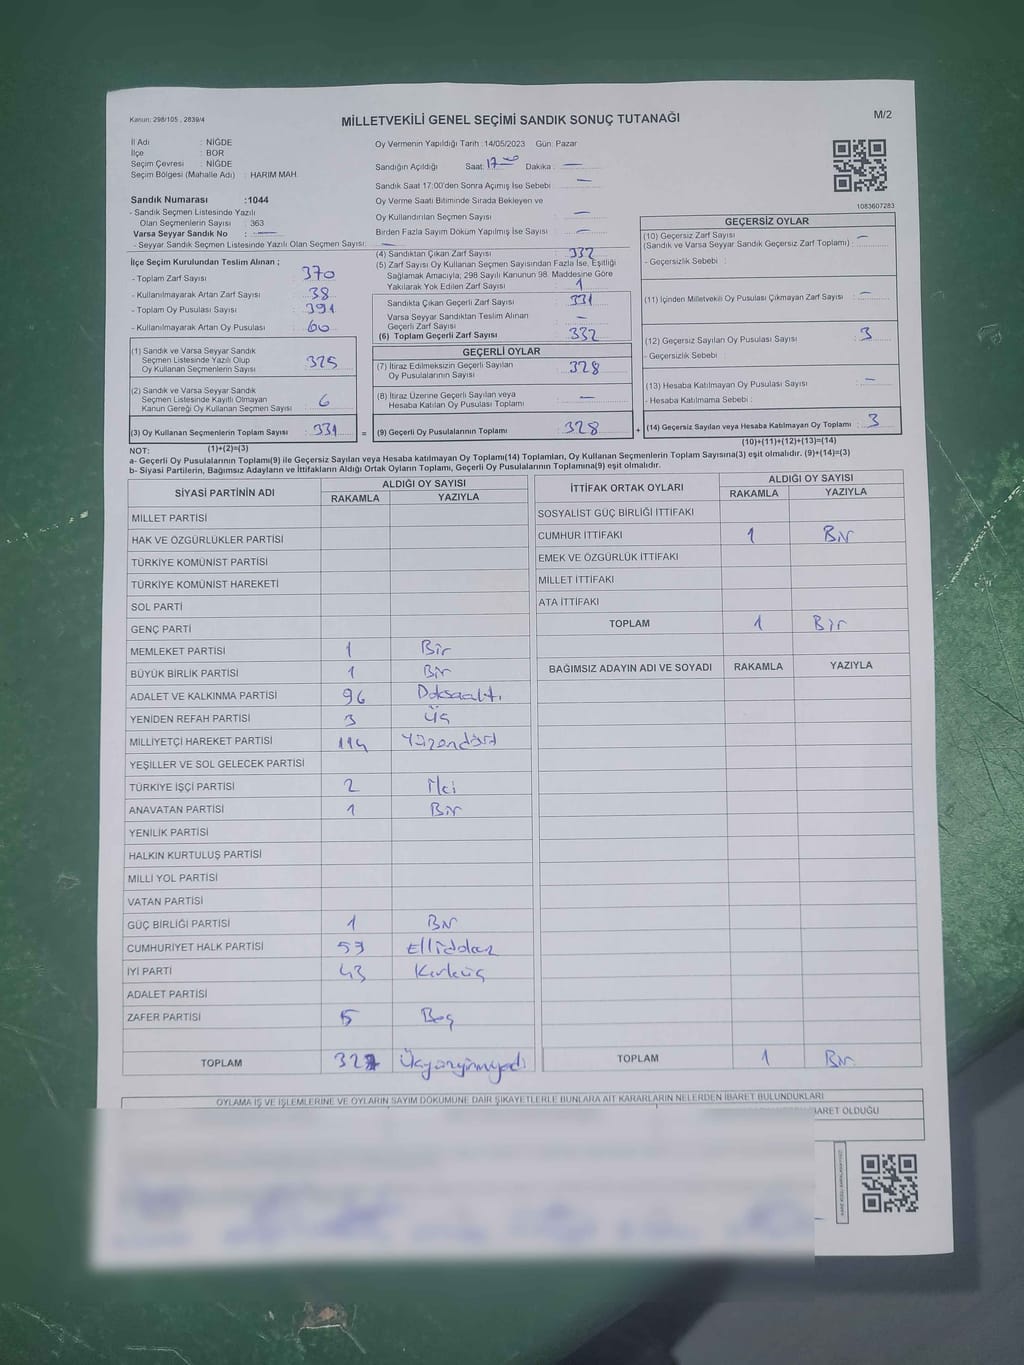 Kanun: 298/105 , 2839/4
MİLLETVEKİLİ GENEL SEÇİMİ SANDIK SONUÇ TUTANAĞI
M/2
İl Adı : NİĞDE
İlçe : BOR
Seçim Çevresi : NİĞDE
Seçim Bölgesi (Mahalle Adı) : HARIM MAH.
Sandık Numarası :1044
- Sandık Seçmen Listesinde Yazılı
Olan Seçmenlerin Sayısı : 363
Varsa Seyyar Sandık No : —
- Seyyar Sandık Seçmen Listesinde Yazılı Olan Seçmen Sayısı: —
İlçe Seçim Kurulundan Teslim Alınan ;
- Toplam Zarf Sayısı : 370
- Kullanılmayarak Artan Zarf Sayısı : 38
- Toplam Oy Pusulası Sayısı : 391
- Kullanılmayarak Artan Oy Pusulası : 60
(1) Sandık ve Varsa Seyyar Sandık
Seçmen Listesinde Yazılı Olup
Oy Kullanan Seçmenlerin Sayısı : 325
(2) Sandık ve Varsa Seyyar Sandık
Seçmen Listesinde Kayıtlı Olmayan
Kanun Gereği Oy Kullanan Seçmen Sayısı : 6
(3) Oy Kullanan Seçmenlerin Toplam Sayısı : 331
Oy Vermenin Yapıldığı Tarih :14/05/2023 Gün: Pazar
Sandığın Açıldığı Saat: 17 Dakika : —
Sandık Saat 17:00'den Sonra Açılmış İse Sebebi : —
Oy Verme Saati Bitiminde Sırada Bekleyen ve
Oy Kullandırılan Seçmen Sayısı : —
Birden Fazla Sayım Döküm Yapılmış İse Sayısı : —
(4) Sandıktan Çıkan Zarf Sayısı : 332
(5) Zarf Sayısı Oy Kullanan Seçmen Sayısından Fazla İse, Eşitliği
Sağlamak Amacıyla; 298 Sayılı Kanunun 98. Maddesine Göre
Yakılarak Yok Edilen Zarf Sayısı : 1
Sandıkta Çıkan Geçerli Zarf Sayısı : 331
Varsa Seyyar Sandıktan Teslim Alınan
Geçerli Zarf Sayısı : —
(6) Toplam Geçerli Zarf Sayısı : 332
GEÇERLİ OYLAR
(7) İtiraz Edilmeksizin Geçerli Sayılan
Oy Pusulalarının Sayısı : 328
(8) İtiraz Üzerine Geçerli Sayılan veya
Hesaba Katılan Oy Pusulası Toplamı : —
= (9) Geçerli Oy Pusulalarının Toplamı : 328
1083607283
GEÇERSİZ OYLAR
(10) Geçersiz Zarf Sayısı : —
(Sandık ve Varsa Seyyar Sandık Geçersiz Zarf Toplamı)
- Geçersizlik Sebebi :
(11) İçinden Milletvekili Oy Pusulası Çıkmayan Zarf Sayısı : —
(12) Geçersiz Sayılan Oy Pusulası Sayısı : 3
- Geçersizlik Sebebi :
(13) Hesaba Katılmayan Oy Pusulası Sayısı : —
- Hesaba Katılmama Sebebi :
+ (14) Geçersiz Sayılan veya Hesaba Katılmayan Oy Toplamı : 3
NOT: (1)+(2)=(3)
(10)+(11)+(12)+(13)=(14)
a- Geçerli Oy Pusulaları Toplamı(9) ile Geçersiz Sayılan veya Hesaba katılmayan Oy Toplamı(14) Toplamları, Oy Kullanan Seçmenlerin Toplam Sayısına(3) eşit olmalıdır. (9)+(14)=(3)
b- Siyasi Partilerin, Bağımsız Adayların ve İttifakların Aldığı Ortak Oyların Toplamı, Geçerli Oy Pusulalarının Toplamına(9) eşit olmalıdır.
SİYASİ PARTİNİN ADI ALDIĞI OY SAYISI
RAKAMLA YAZIYLA
MİLLET PARTİSİ
HAK VE ÖZGÜRLÜKLER PARTİSİ
TÜRKİYE KOMÜNİST PARTİSİ
TÜRKİYE KOMÜNİST HAREKETİ
SOL PARTİ
GENÇ PARTİ
MEMLEKET PARTİSİ 1 Bir
BÜYÜK BİRLİK PARTİSİ 1 Bir
ADALET VE KALKINMA PARTİSİ 96 Doksaaltı
YENİDEN REFAH PARTİSİ 3 Üç
MİLLİYETÇİ HAREKET PARTİSİ 114 Yüzondört
YEŞİLLER VE SOL GELECEK PARTİSİ
TÜRKİYE İŞÇİ PARTİSİ 2 İki
ANAVATAN PARTİSİ 1 Bir
YENİLİK PARTİSİ
HALKIN KURTULUŞ PARTİSİ
MİLLİ YOL PARTİSİ
VATAN PARTİSİ
GÜÇ BİRLİĞİ PARTİSİ 1 Bir
CUMHURİYET HALK PARTİSİ 59
İYİ PARTİ 43 Kırküç
ADALET PARTİSİ
ZAFER PARTİSİ 5 Beş
TOPLAM 327 Üçyüzyirmiyedi
İTTİFAK ORTAK OYLARI ALDIĞI OY SAYISI
RAKAMLA YAZIYLA
SOSYALİST GÜÇ BİRLİĞİ İTTİFAKI
CUMHUR İTTİFAKI 1 Bir
EMEK VE ÖZGÜRLÜK İTTİFAKI
MİLLET İTTİFAKI
ATA İTTİFAKI
TOPLAM 1 Bir
BAĞIMSIZ ADAYIN ADI VE SOYADI RAKAMLA YAZIYLA
TOPLAM 1 Bir
OYLAMA İŞ VE İŞLEMLERİNE VE OYLARIN SAYIM DÖKÜMÜNE DAİR ŞİKAYETLERLE BUNLARA AİT KARARLARIN NELERDEN İBARET BULUNDUKLARI
BARET OLDUĞU